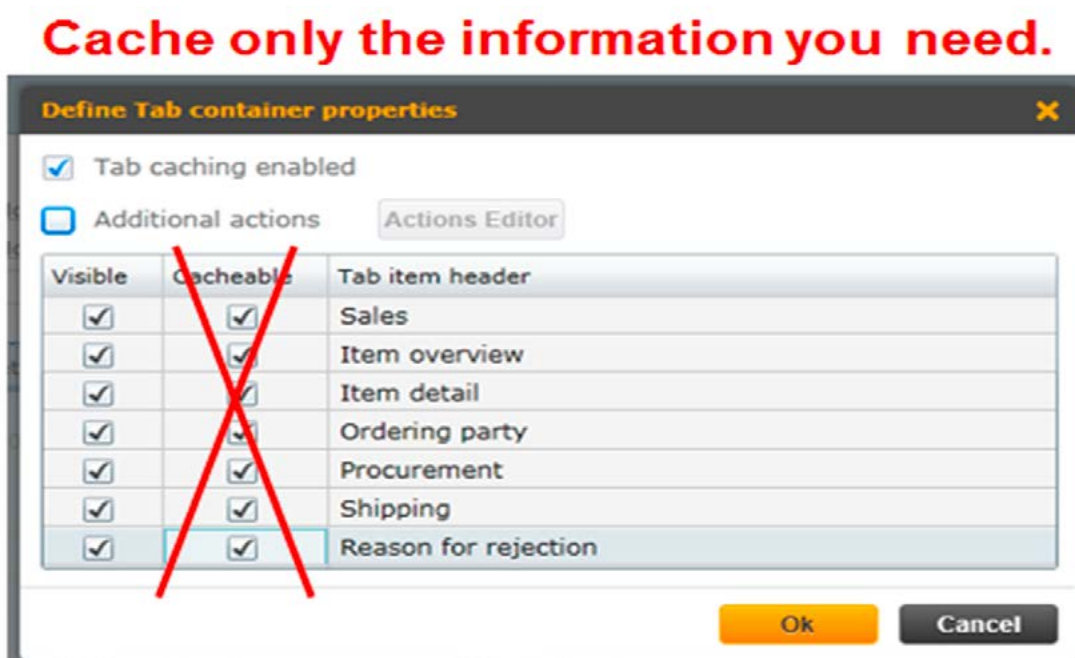 Cache only the information you need.
Define Tab container properties
Tab caching enabled
Additional actions Actions Editor
Visible Cacheable Tab item header
Sales
Item overview
Item detail
Ordering party
Procurement
Shipping
Reason for rejection
Ok Cancel